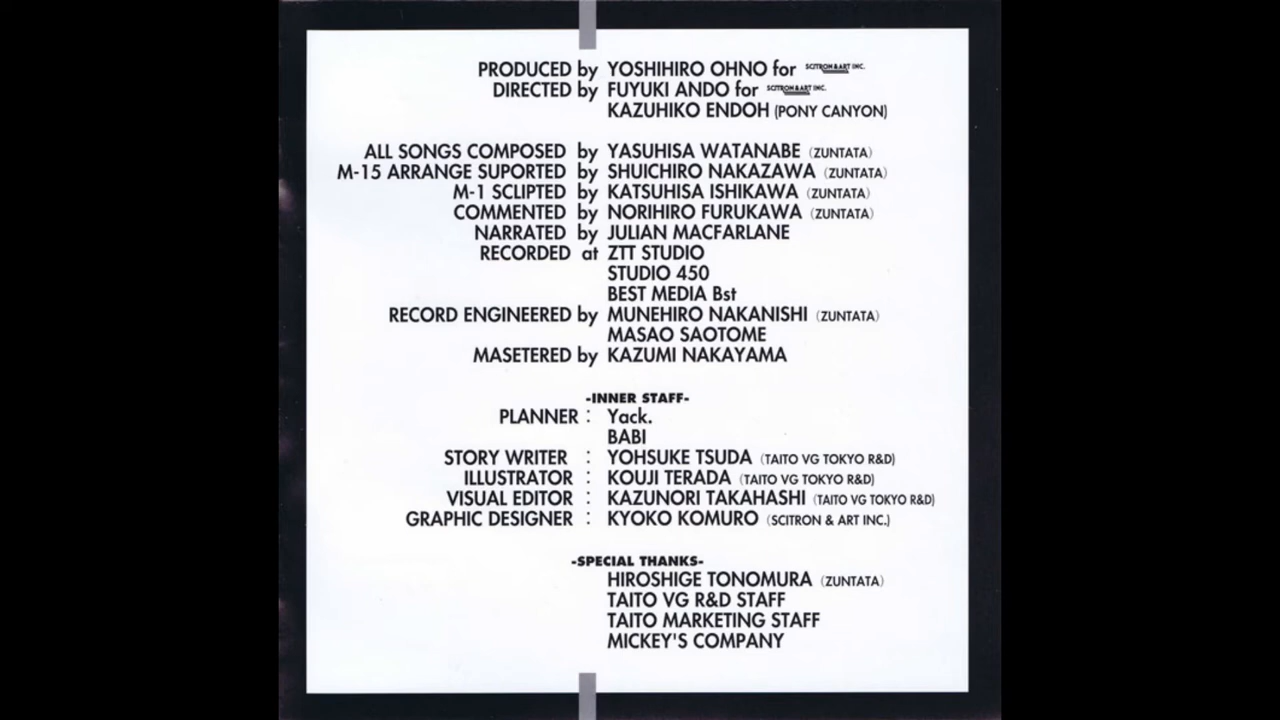 PRODUCED by YOSHIHIRO OHNO for SCITRON & ART INC.
DIRECTED by FUYUKI ANDO for SCITRON & ART INC.
KAZUHIKO ENDOH (PONY CANYON)
ALL SONGS COMPOSED by YASUHISA WATANABE (ZUNTATA)
M-15 ARRANGE SUPORTED by SHUICHIRO NAKAZAWA (ZUNTATA)
M-1 SCLIPTED by KATSUHISA ISHIKAWA (ZUNTATA)
COMMENTED by NORIHIRO FURUKAWA (ZUNTATA)
NARRATED by JULIAN MACFARLANE
RECORDED at ZTT STUDIO
STUDIO 450
BEST MEDIA Bst
RECORD ENGINEERED by MUNEHIRO NAKANISHI (ZUNTATA)
MASAO SAOTOME
MASETERED by KAZUMI NAKAYAMA
-INNER STAFF-
PLANNER : Yack.
BABI
STORY WRITER : YOHSUKE TSUDA (TAITO VG TOKYO R&D)
ILLUSTRATOR : KOUJI TERADA (TAITO VG TOKYO R&D)
VISUAL EDITOR : KAZUNORI TAKAHASHI (TAITO VG TOKYO R&D)
GRAPHIC DESIGNER : KYOKO KOMURO (SCITRON & ART INC.)
-SPECIAL THANKS-
HIROSHIGE TONOMURA (ZUNTATA)
TAITO VG R&D STAFF
TAITO MARKETING STAFF
MICKEY'S COMPANY